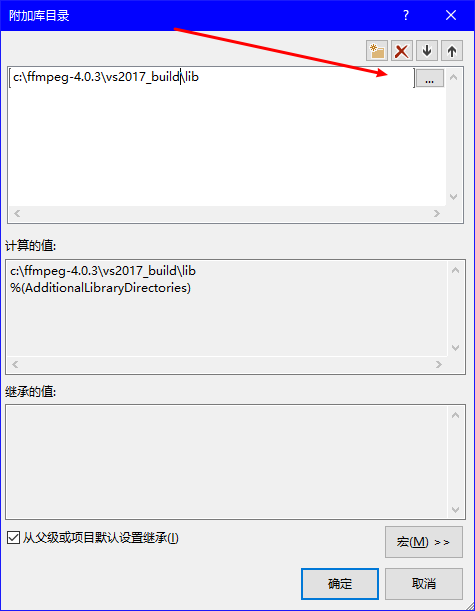 附加库目录
c:\ffmpeg-4.0.3\vs2017_build\lib
...
计算的值:
c:\ffmpeg-4.0.3\vs2017_build\lib
%(AdditionalLibraryDirectories)
继承的值:
从父级或项目默认设置继承(I)
宏(M) >>
确定 取消